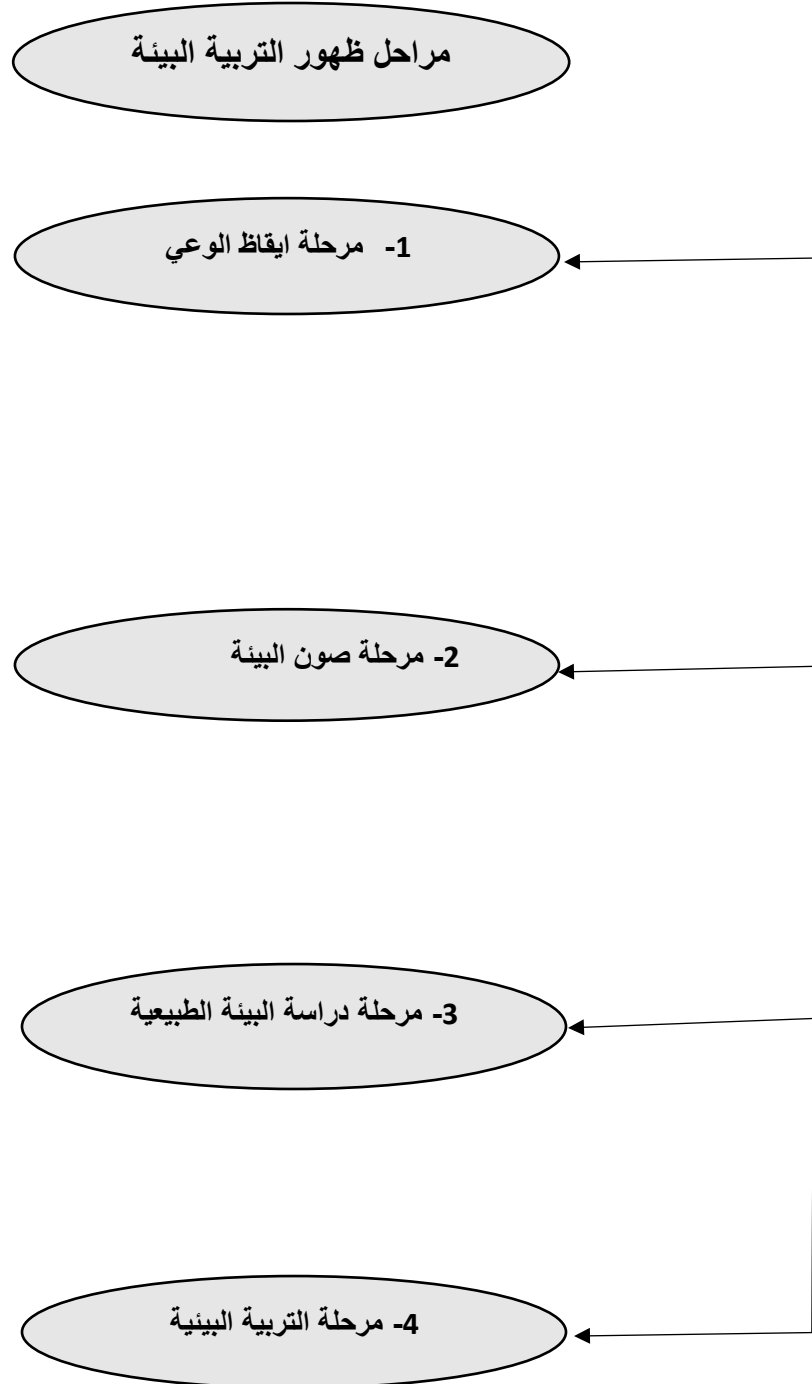 مراحل ظهور التربية البيئة
1- مرحلة ايقاظ الوعي
2- مرحلة صون البيئة
3- مرحلة دراسة البيئة الطبيعية
4- مرحلة التربية البيئية